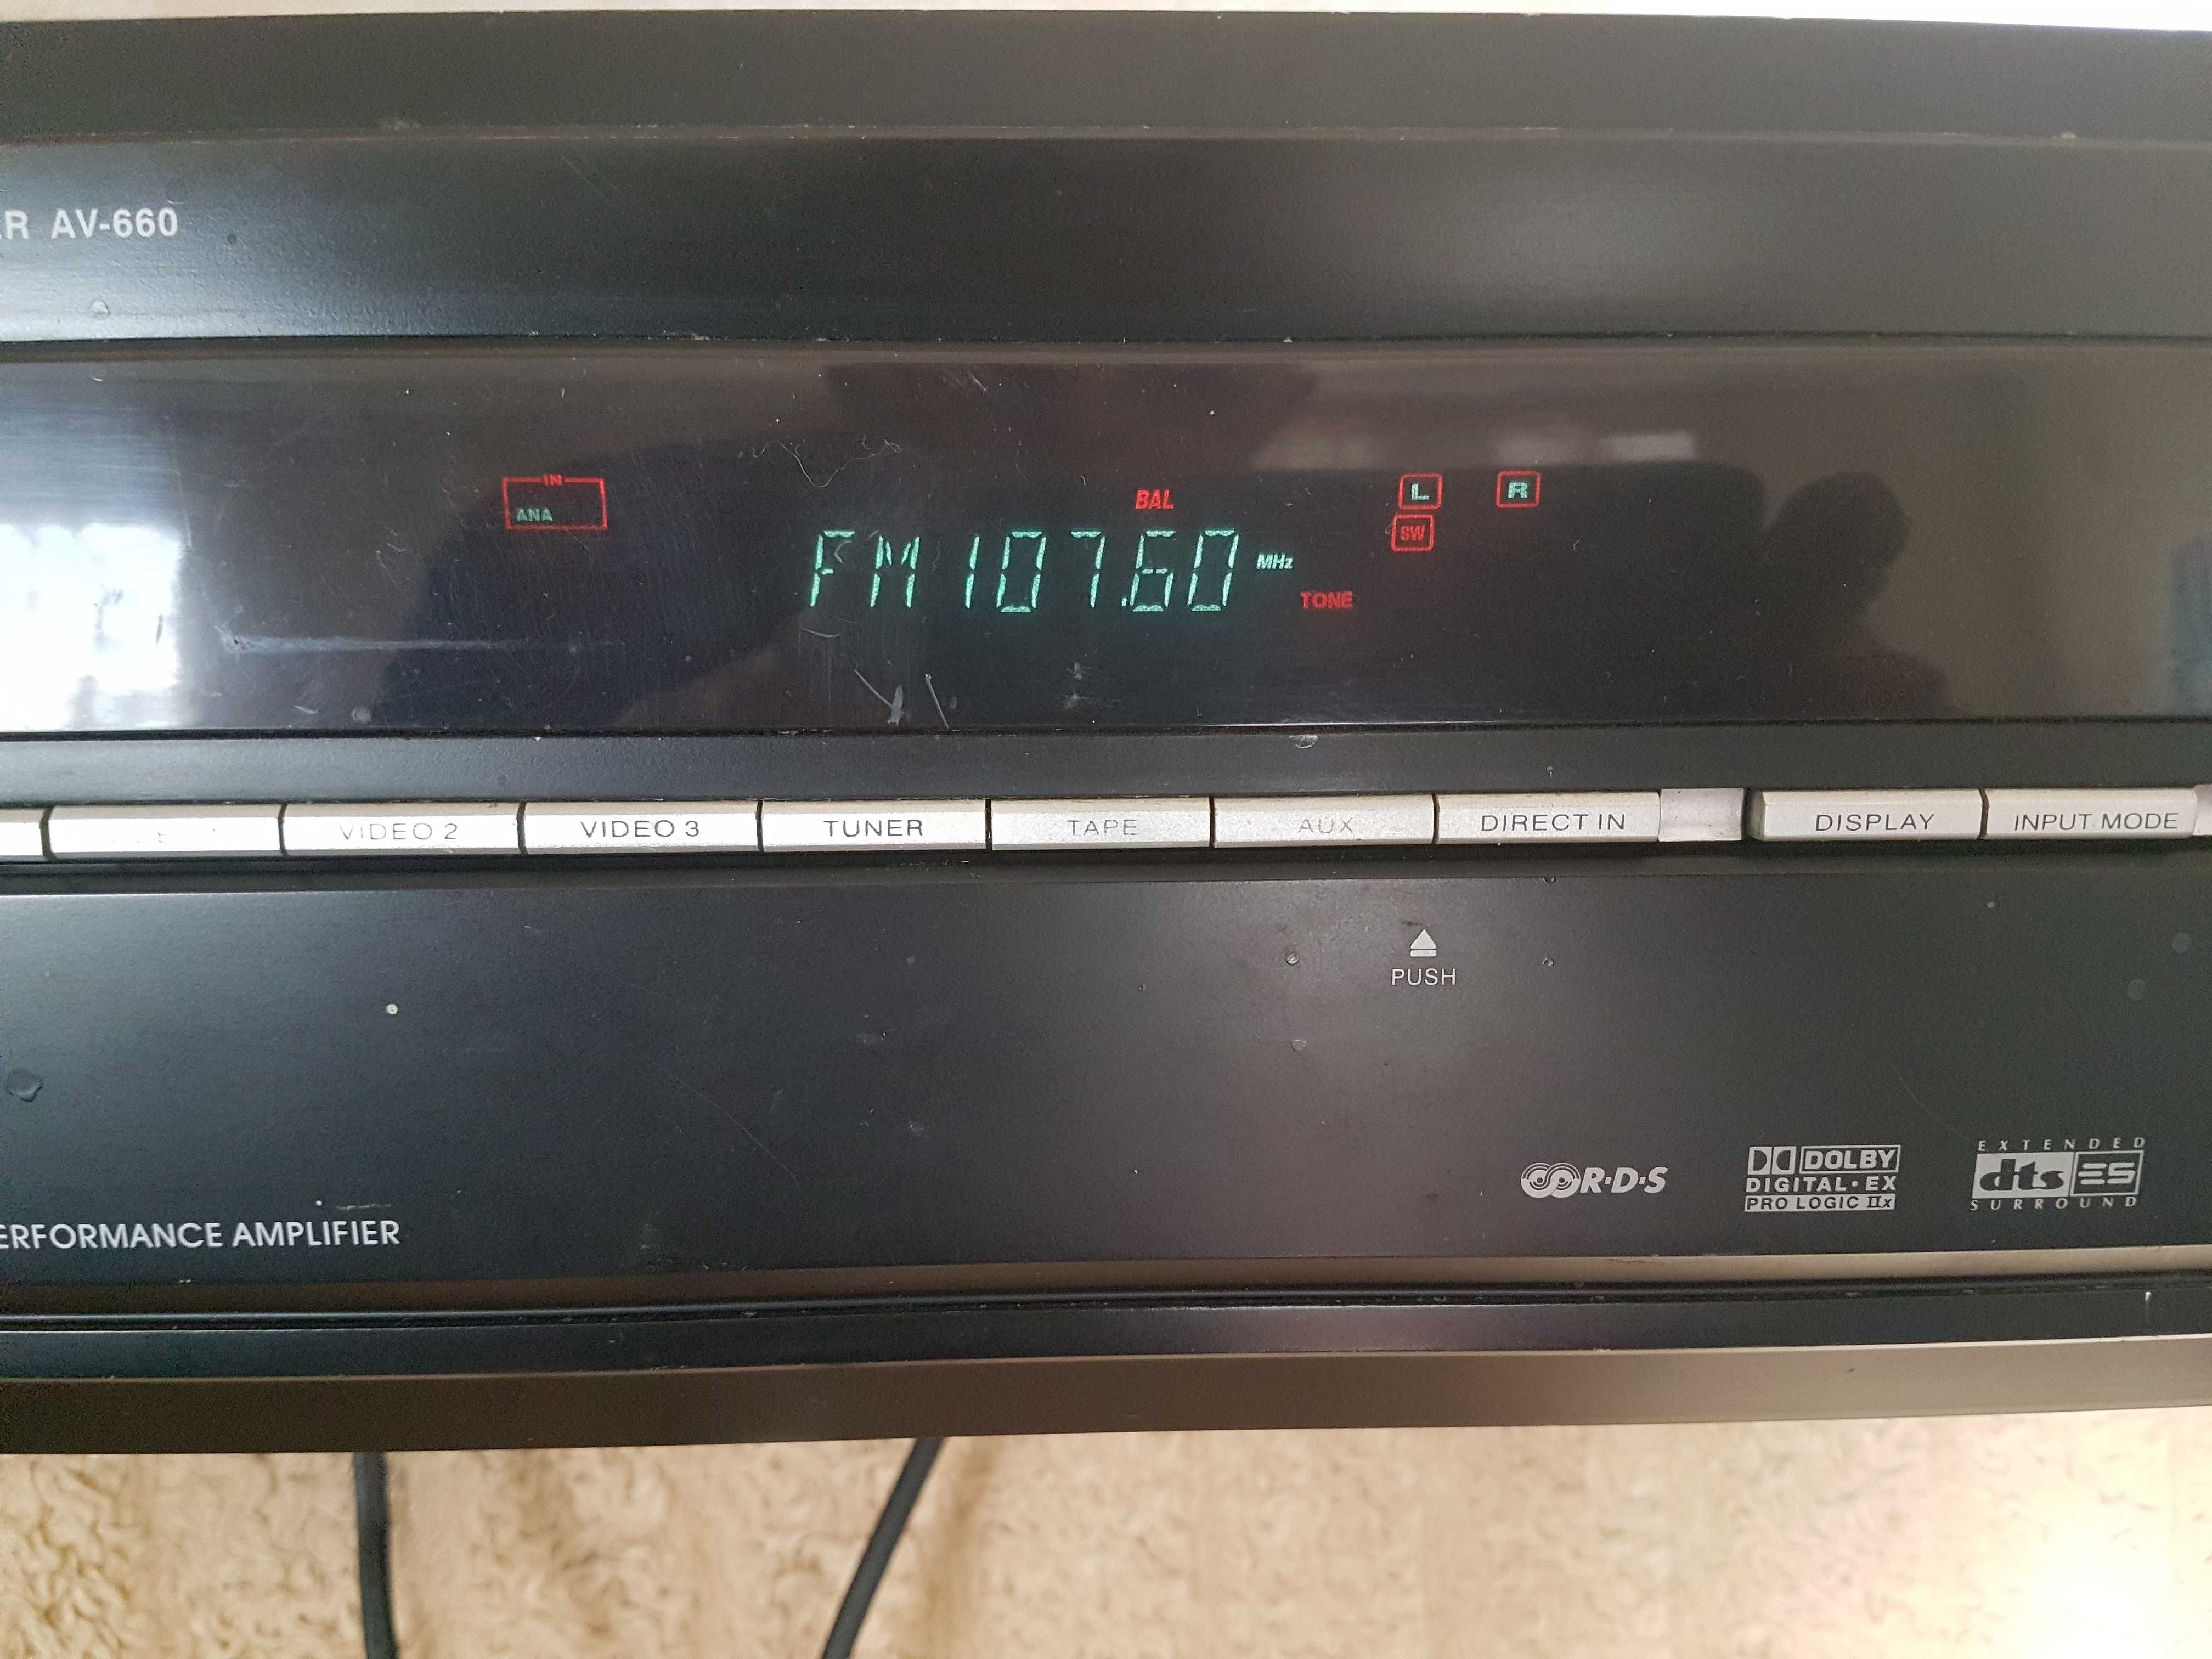 R AV-660
IN
ANA
BAL
L
R
SW
FM 107.60 MHz
TONE
VIDEO 2
VIDEO 3
TUNER
TAPE
AUX
DIRECT IN
DISPLAY
INPUT MODE
PUSH
ERFORMANCE AMPLIFIER
R·D·S
DOLBY
DIGITAL·EX
PRO LOGIC IIx
EXTENDED
dts ES
SURROUND